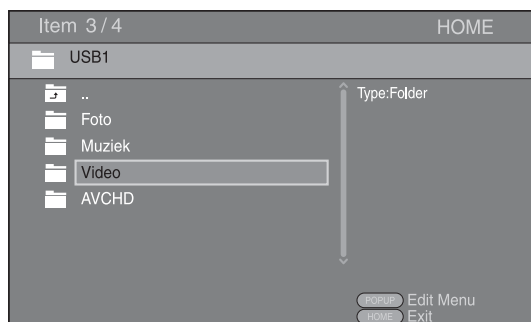 Item 3/4 HOME
USB1
..
Foto
Muziek
Video
AVCHD
Type:Folder
POPUP Edit Menu
HOME Exit